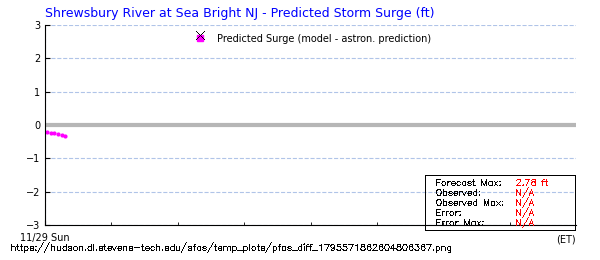 Shrewsbury River at Sea Bright NJ - Predicted Storm Surge (ft)
3
Predicted Surge (model - astron. prediction)
2
1
0
−1
−2
−3
Forecast Max: 2.78 ft
Observed: N/A
Observed Max: N/A
Error: N/A
Error Max: N/A
11/29 Sun
(ET)
https://hudson.dl.stevens-tech.edu/sfas/temp_plots/pfas_diff_1795571862604806367.png